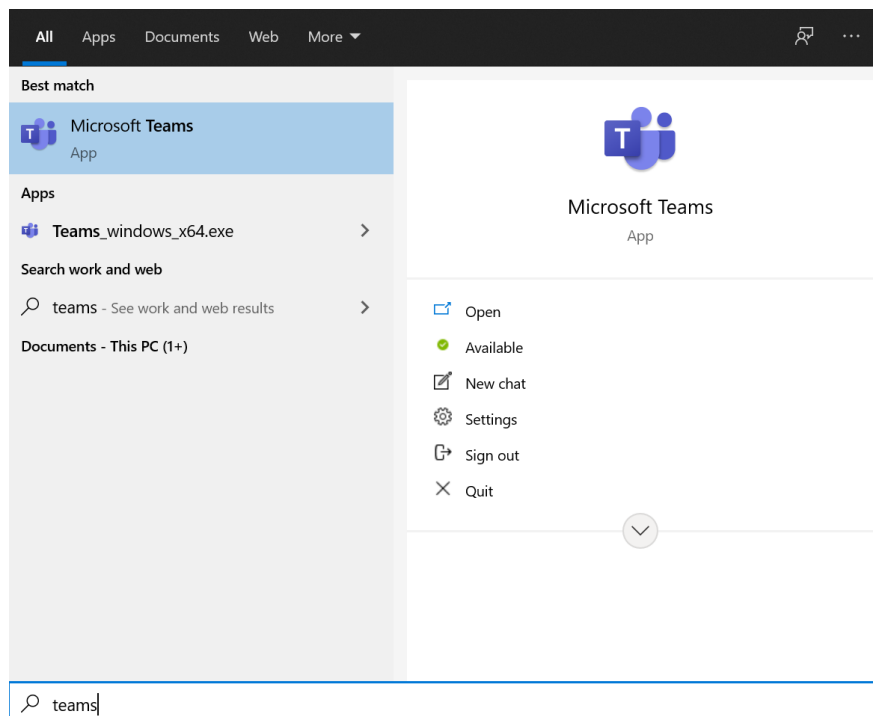 All Apps Documents Web More
Best match
Microsoft Teams
App
Apps
Teams_windows_x64.exe
Search work and web
teams - See work and web results
Documents - This PC (1+)
T
Microsoft Teams
App
Open
Available
New chat
Settings
Sign out
Quit
teams